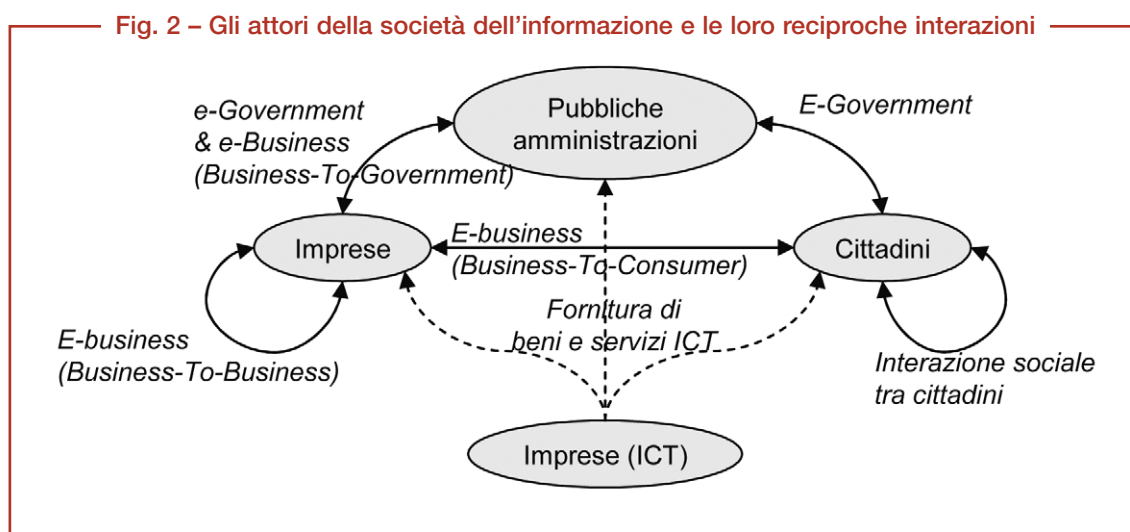 Fig. 2 – Gli attori della società dell'informazione e le loro reciproche interazioni
e-Government
& e-Business
(Business-To-Government)
Pubbliche
amministrazioni
E-Government
Imprese
E-business
(Business-To-Consumer)
Cittadini
E-business
(Business-To-Business)
Fornitura di
beni e servizi ICT
Interazione sociale
tra cittadini
Imprese (ICT)